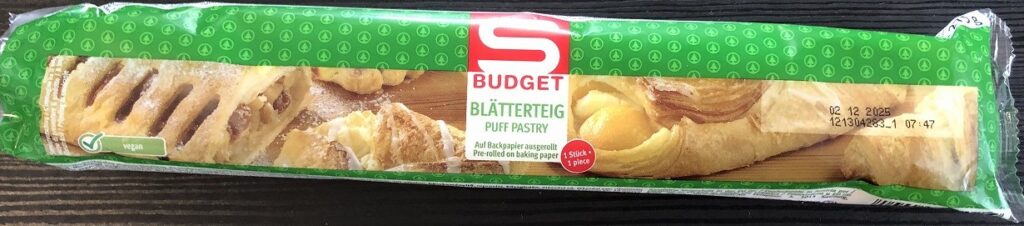 S
BUDGET
BLÄTTERTEIG
PUFF PASTRY
Auf Backpapier ausgerollt
Pre-rolled on baking paper
1 Stück •
1 piece
vegan
02 12 2025
121304283_1 07:47